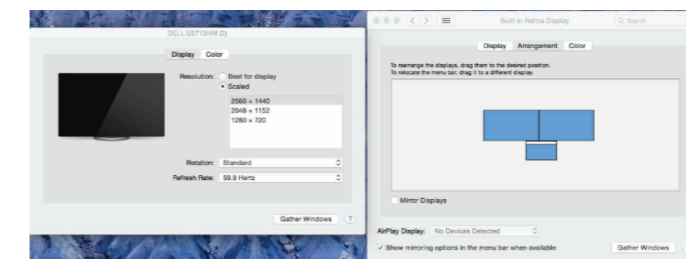 DELL U2713HM (2)
Display Color
Resolution: Best for display
Scaled
2560 × 1440
2048 × 1152
1280 × 720
Rotation: Standard
Refresh Rate: 59.9 Hertz
Gather Windows ?
Built-in Retina Display
Search
Display Arrangement Color
To rearrange the displays, drag them to the desired position.
To relocate the menu bar, drag it to a different display.
Mirror Displays
AirPlay Display: No Devices Detected
Show mirroring options in the menu bar when available
Gather Windows